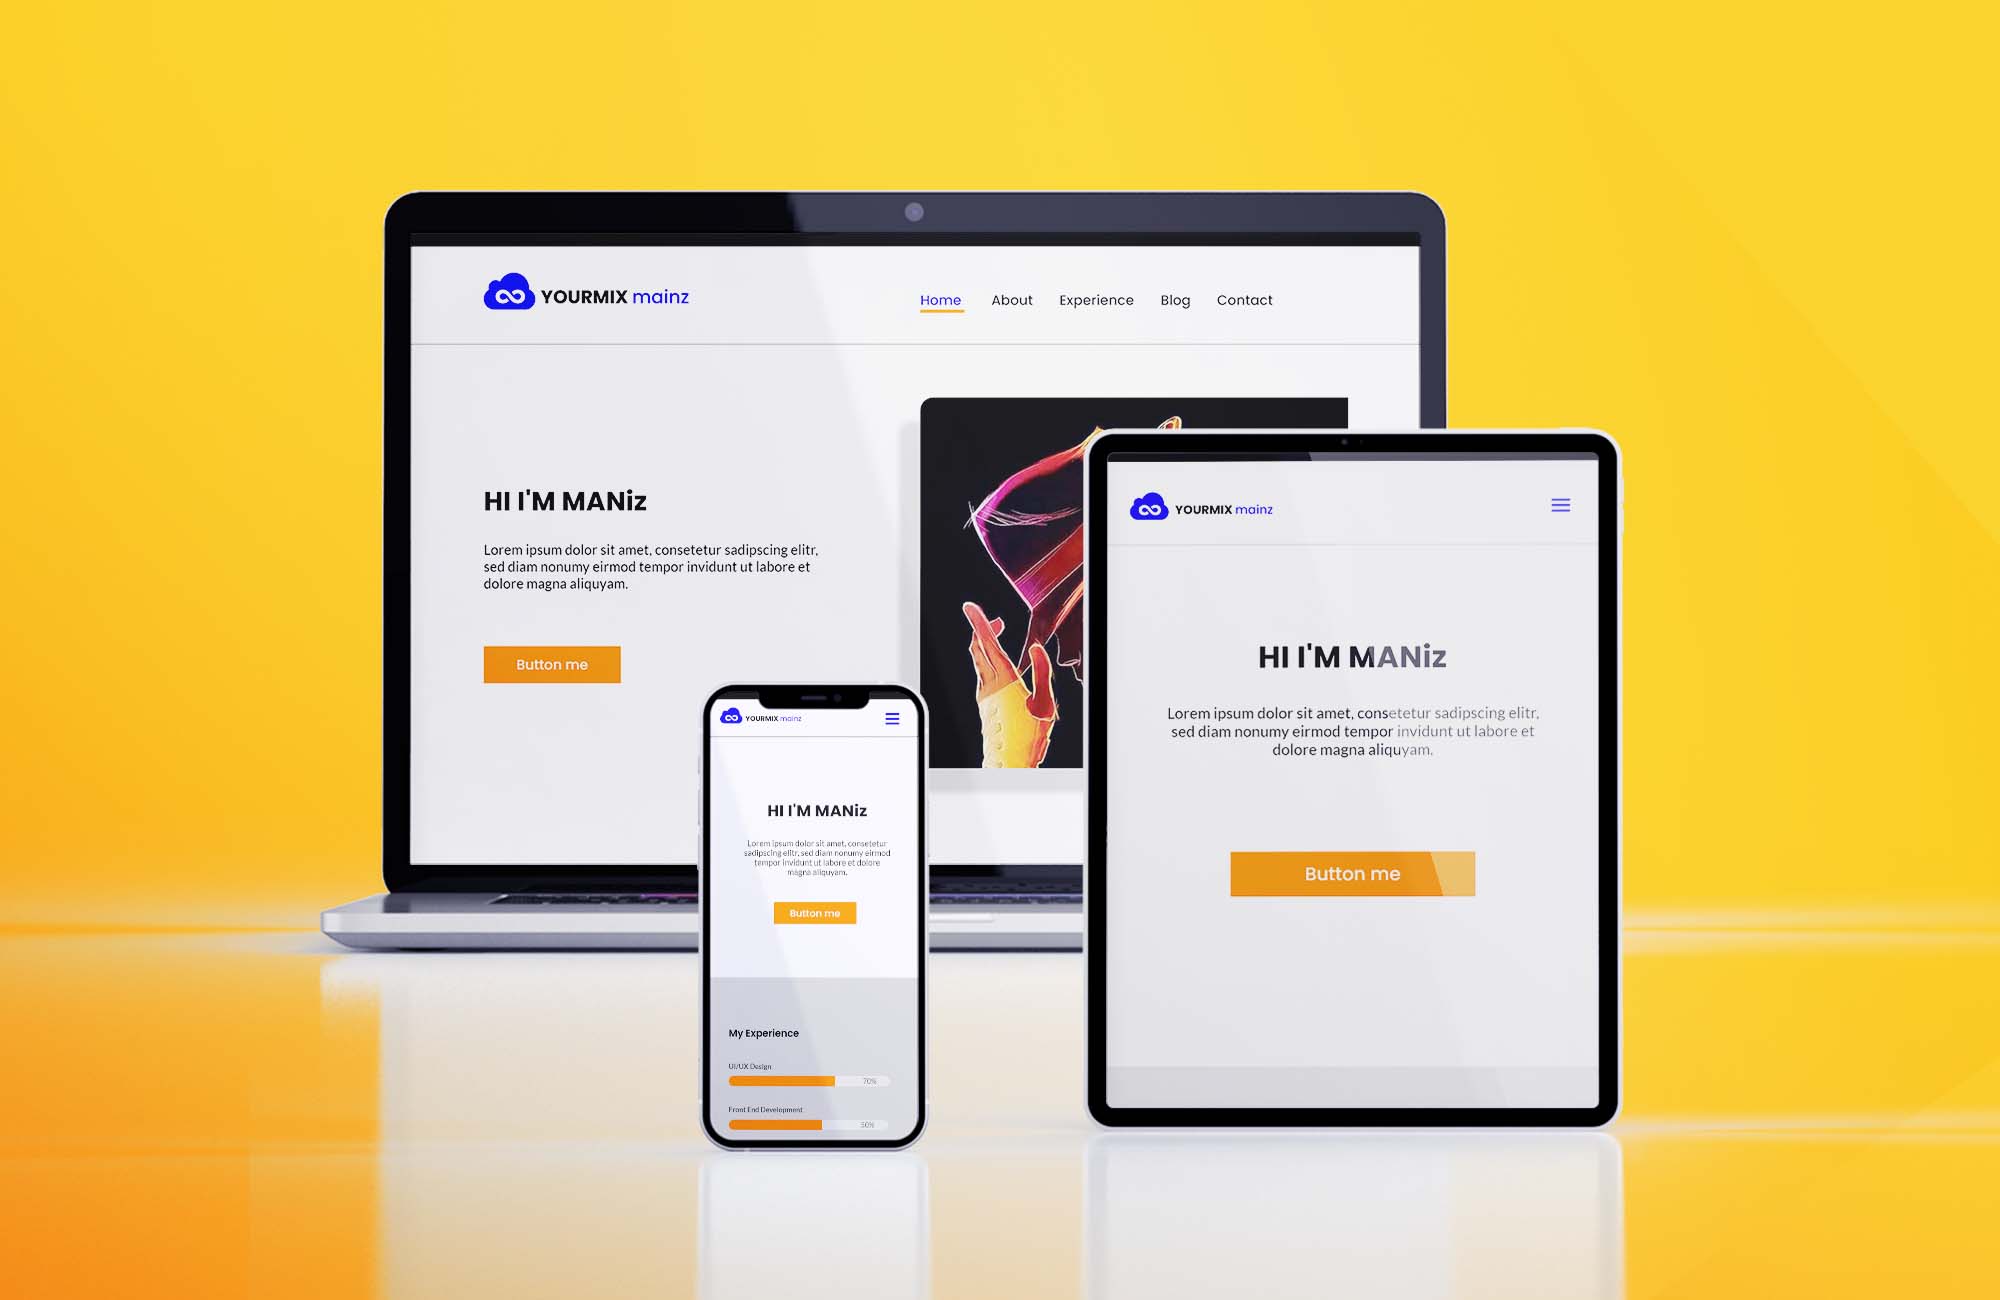 YOURMIX mainz
Home About Experience Blog Contact
HI I'M MANiz
Lorem ipsum dolor sit amet, consetetur sadipscing elitr,
sed diam nonumy eirmod tempor invidunt ut labore et
dolore magna aliquyam.
Button me
YOURMIX mainz
HI I'M MANiz
Lorem ipsum dolor sit amet, consetetur
sadipscing elitr, sed diam nonumy eirmod
tempor invidunt ut labore et dolore
magna aliquyam.
Button me
My Experience
UI/UX Design
70%
Front End Development
50%
YOURMIX mainz
HI I'M MANiz
Lorem ipsum dolor sit amet, consetetur sadipscing elitr,
sed diam nonumy eirmod tempor invidunt ut labore et
dolore magna aliquyam.
Button me